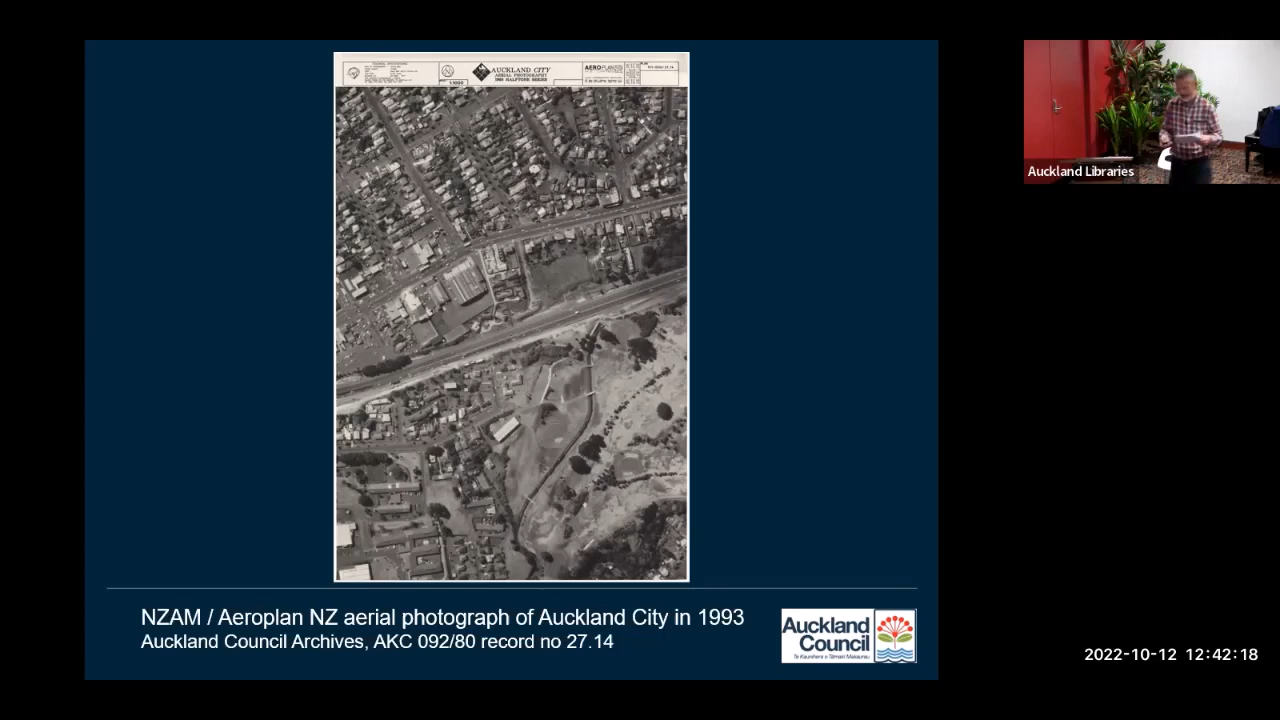 AUCKLAND CITY
AERIAL PHOTOGRAPHY
1:1000
AEROPLAN
NZAM / Aeroplan NZ aerial photograph of Auckland City in 1993
Auckland Council Archives, AKC 092/80 record no 27.14
Auckland
Council
Te Kaunihera o Tāmaki Makaurau
Auckland Libraries
2022-10-12 12:42:18